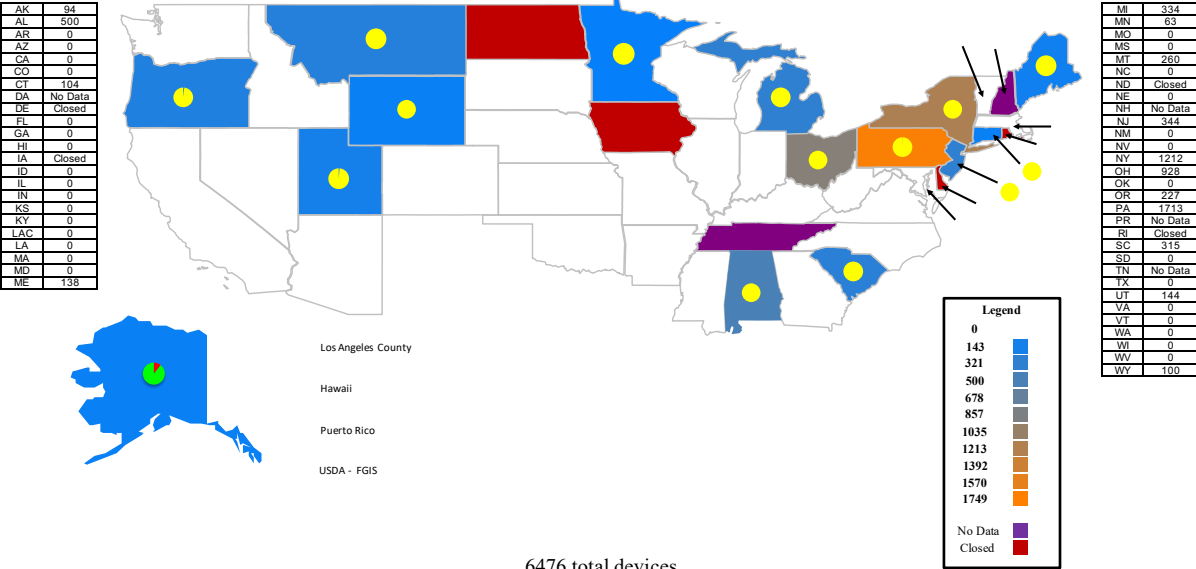 AK 94
AL 500
AR 0
AZ 0
CA 0
CO 0
CT 104
DA No Data
DE Closed
FL 0
GA 0
HI 0
IA Closed
ID 0
IL 0
IN 0
KS 0
KY 0
LAC 0
LA 0
MA 0
MD 0
ME 138
MI 334
MN 63
MO 0
MS 0
MT 260
NC 0
ND Closed
NE 0
NH No Data
NJ 344
NM 0
NV 0
NY 1212
OH 928
OK 0
OR 227
PA 1713
PR No Data
RI Closed
SC 315
SD 0
TN No Data
TX 0
UT 144
VA 0
VT 0
WA 0
WI 0
WV 0
WY 100
Los Angeles County
Hawaii
Puerto Rico
USDA - FGIS
Legend
0
143
321
500
678
857
1035
1213
1392
1570
1749
No Data
Closed
6476 total devices